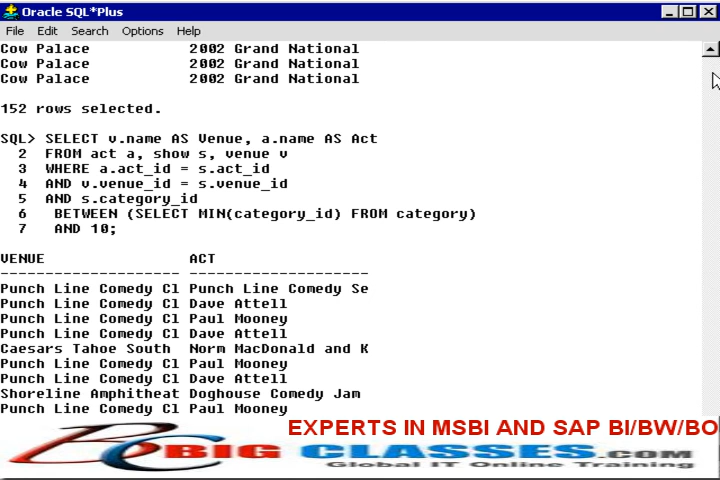 Oracle SQL*Plus
File Edit Search Options Help
Cow Palace 2002 Grand National
Cow Palace 2002 Grand National
Cow Palace 2002 Grand National
152 rows selected.
SQL> SELECT v.name AS Venue, a.name AS Act
2 FROM act a, show s, venue v
3 WHERE a.act_id = s.act_id
4 AND v.venue_id = s.venue_id
5 AND s.category_id
6 BETWEEN (SELECT MIN(category_id) FROM category)
7 AND 10;
VENUE ACT
-------------------- --------------------
Punch Line Comedy Cl Punch Line Comedy Se
Punch Line Comedy Cl Dave Attell
Punch Line Comedy Cl Paul Mooney
Punch Line Comedy Cl Dave Attell
Caesars Tahoe South Norm MacDonald and K
Punch Line Comedy Cl Paul Mooney
Punch Line Comedy Cl Dave Attell
Shoreline Amphitheat Doghouse Comedy Jam
Punch Line Comedy Cl Paul Mooney
EXPERTS IN MSBI AND SAP BI/BW/BO
BIG CLASSES.COM
Global IT Online Training